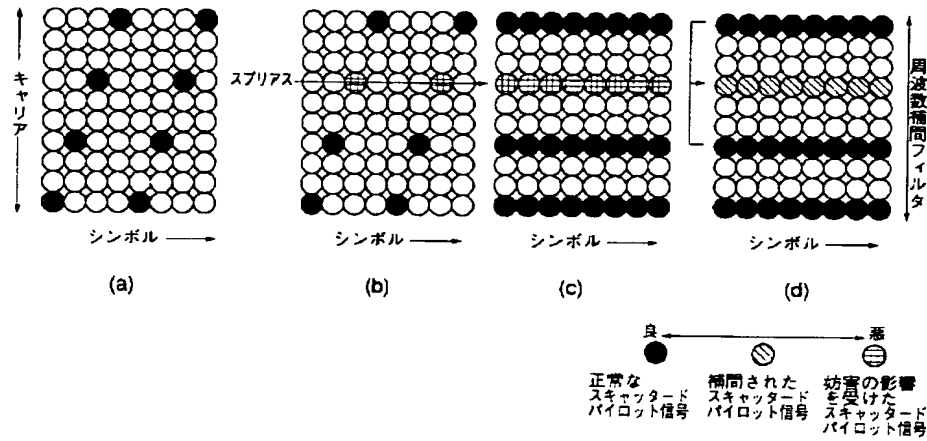 キャリア
シンボル
(a)
スプリアス
シンボル
(b)
シンボル
(c)
シンボル
(d)
周波数補間フィルタ
良
悪
正常な
スキャッタード
パイロット信号
補間された
スキャッタード
パイロット信号
妨害の影響
を受けた
スキャッタード
パイロット信号